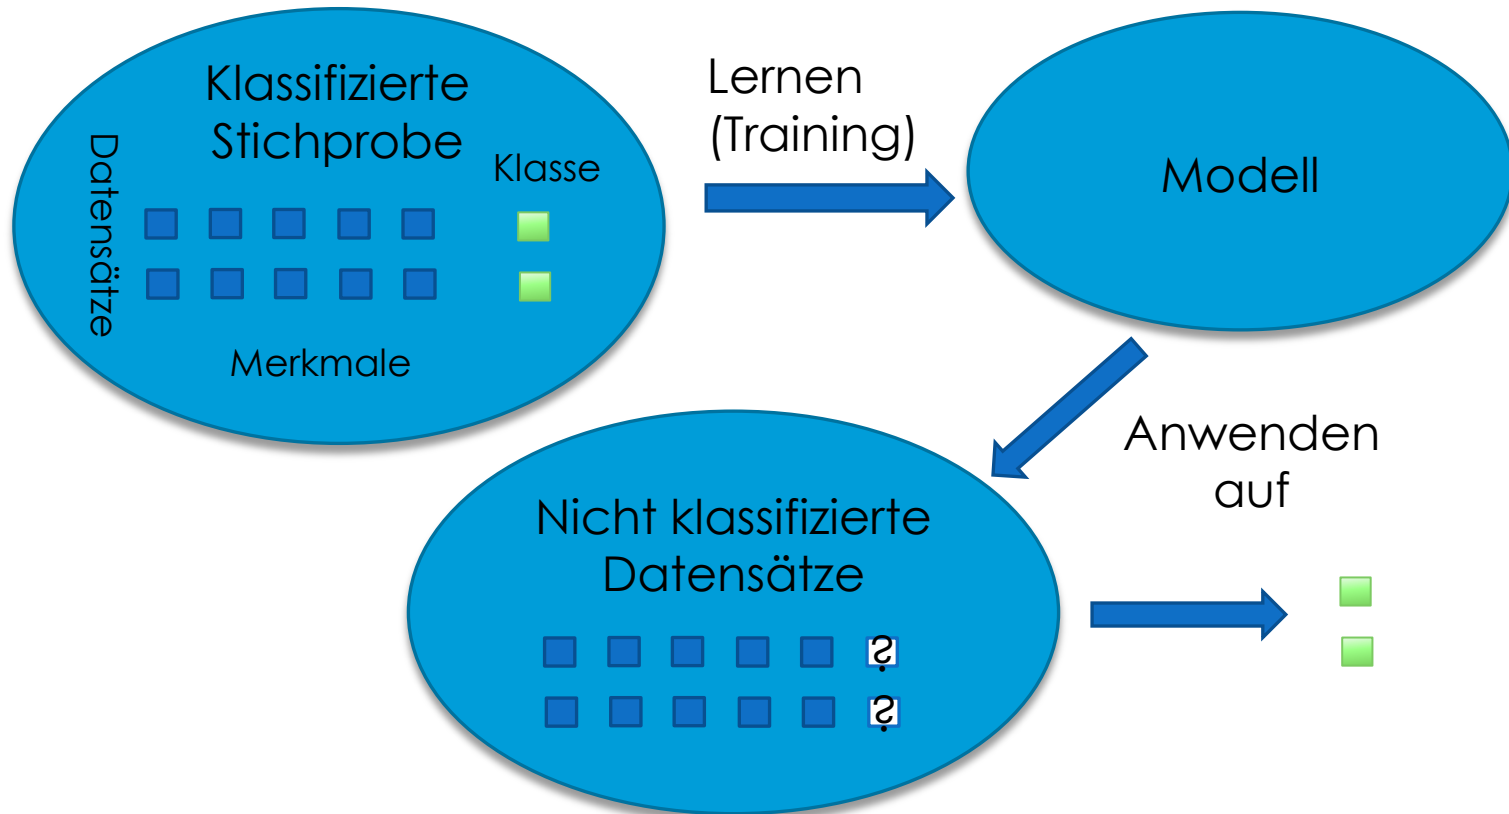 Klassifizierte
Stichprobe
Datensätze
Klasse
Merkmale
Lernen
(Training)
Modell
Anwenden
auf
Nicht klassifizierte
Datensätze
?
?